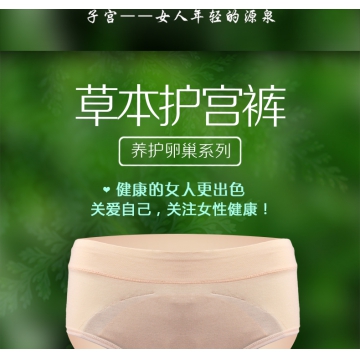 子宫——女人年轻的源泉
草本护宫裤
养护卵巢系列
健康的女人更出色
关爱自己，关注女性健康！